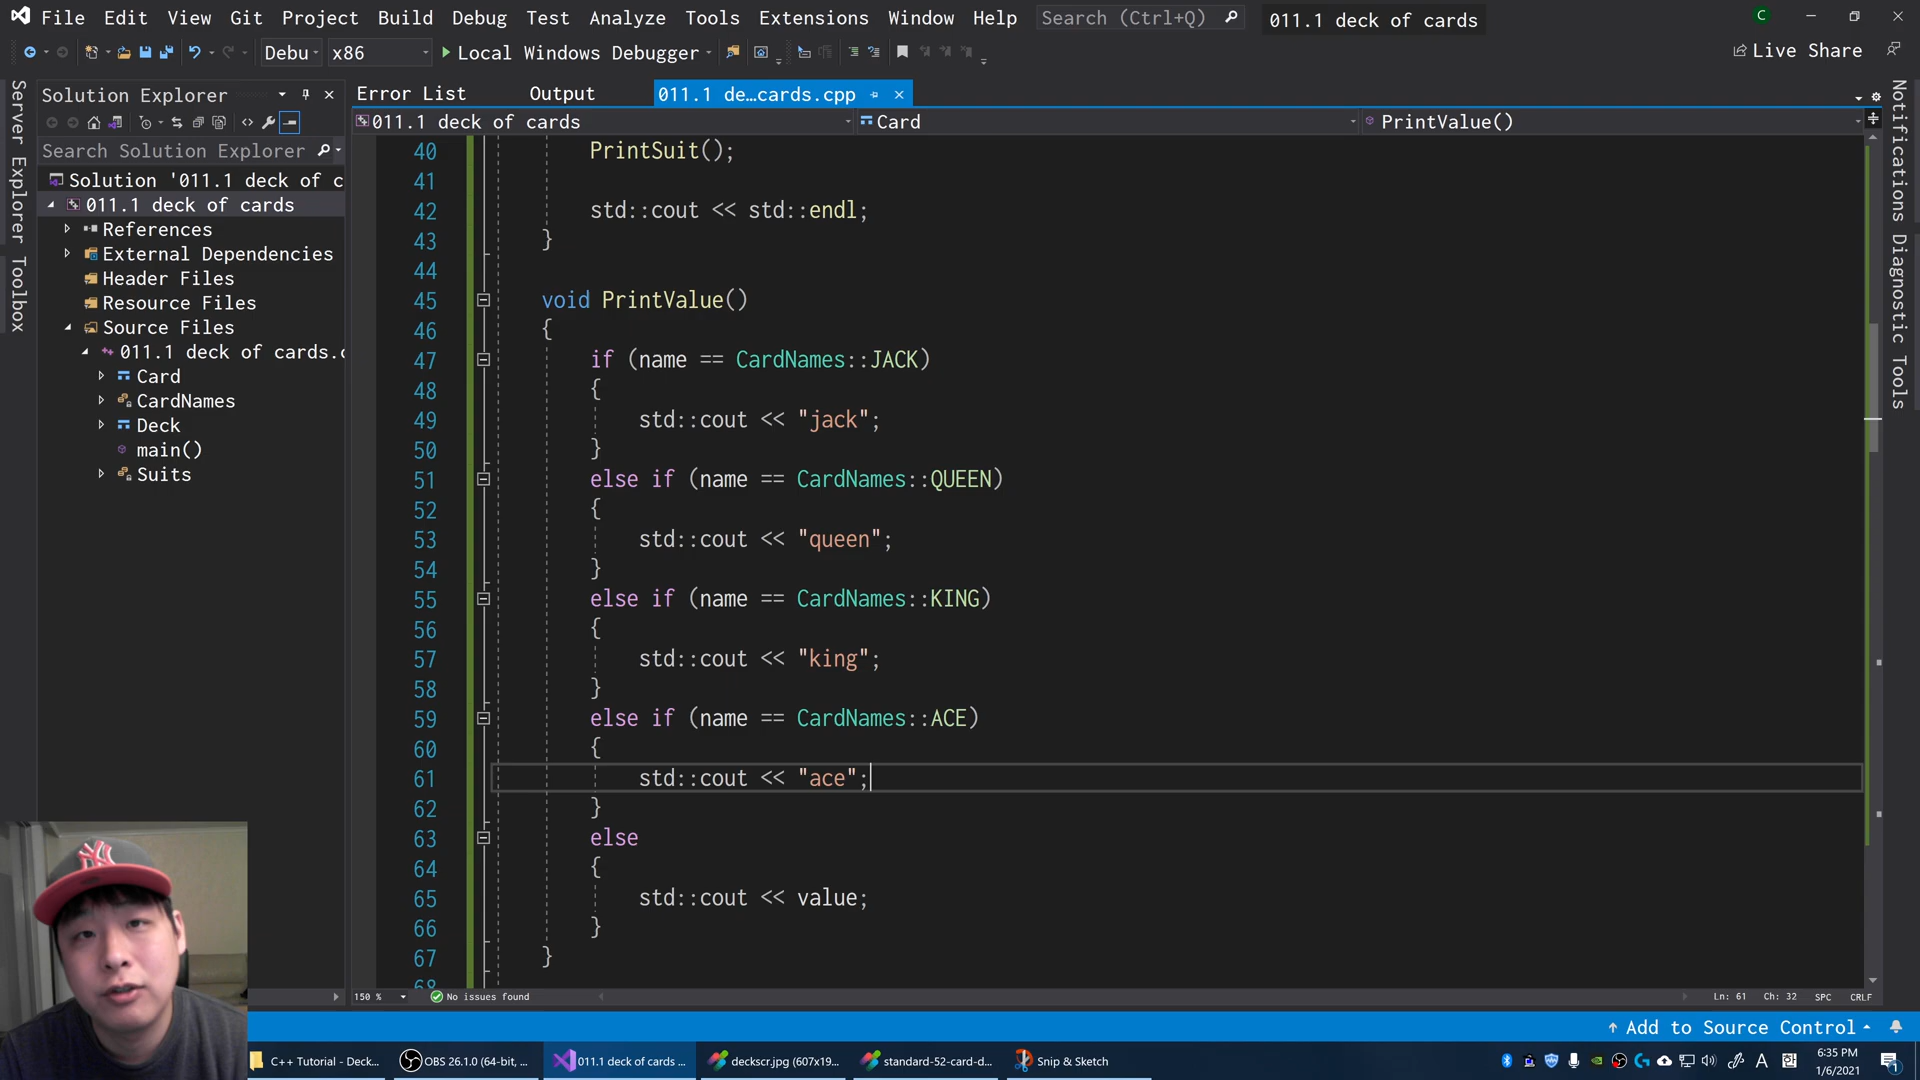 File Edit View Git Project Build Debug Test Analyze Tools Extensions Window Help Search (Ctrl+Q) 011.1 deck of cards C
Debu x86 Local Windows Debugger Live Share
Server Explorer
Toolbox
Solution Explorer
Search Solution Explorer
Solution '011.1 deck of c
011.1 deck of cards
References
External Dependencies
Header Files
Resource Files
Source Files
011.1 deck of cards.c
Card
CardNames
Deck
main()
Suits
Error List Output 011.1 de...cards.cpp
011.1 deck of cards Card PrintValue()
40 PrintSuit();
41
42 std::cout << std::endl;
43 }
44
45 void PrintValue()
46 {
47 if (name == CardNames::JACK)
48 {
49 std::cout << "jack";
50 }
51 else if (name == CardNames::QUEEN)
52 {
53 std::cout << "queen";
54 }
55 else if (name == CardNames::KING)
56 {
57 std::cout << "king";
58 }
59 else if (name == CardNames::ACE)
60 {
61 std::cout << "ace";
62 }
63 else
64 {
65 std::cout << value;
66 }
67 }
68
Notifications
Diagnostic Tools
150 % No issues found Ln: 61 Ch: 32 SPC CRLF
Add to Source Control
C++ Tutorial - Deck... OBS 26.1.0 (64-bit, ... 011.1 deck of cards ... deckscr.jpg (607x19... standard-52-card-d... Snip & Sketch A 한 6:35 PM
1/6/2021 1